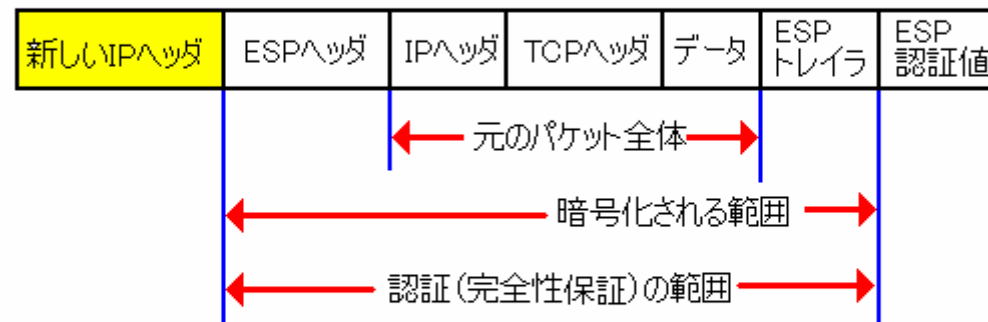 新しいIPヘッダ
ESPヘッダ
IPヘッダ
TCPヘッダ
データ
ESP
トレイラ
ESP
認証値
元のパケット全体
暗号化される範囲
認証(完全性保証)の範囲